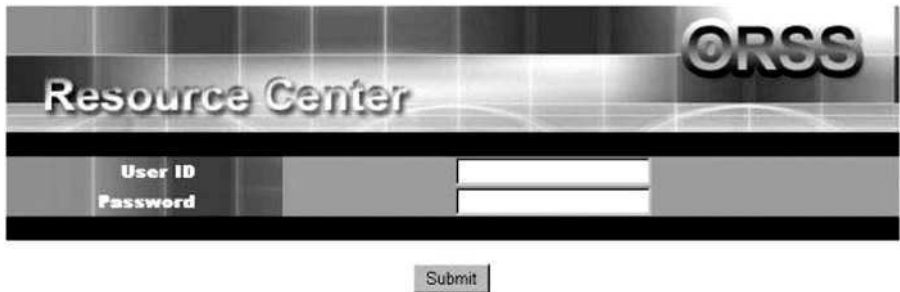 ORSS
Resource Center
User ID
Password
Submit